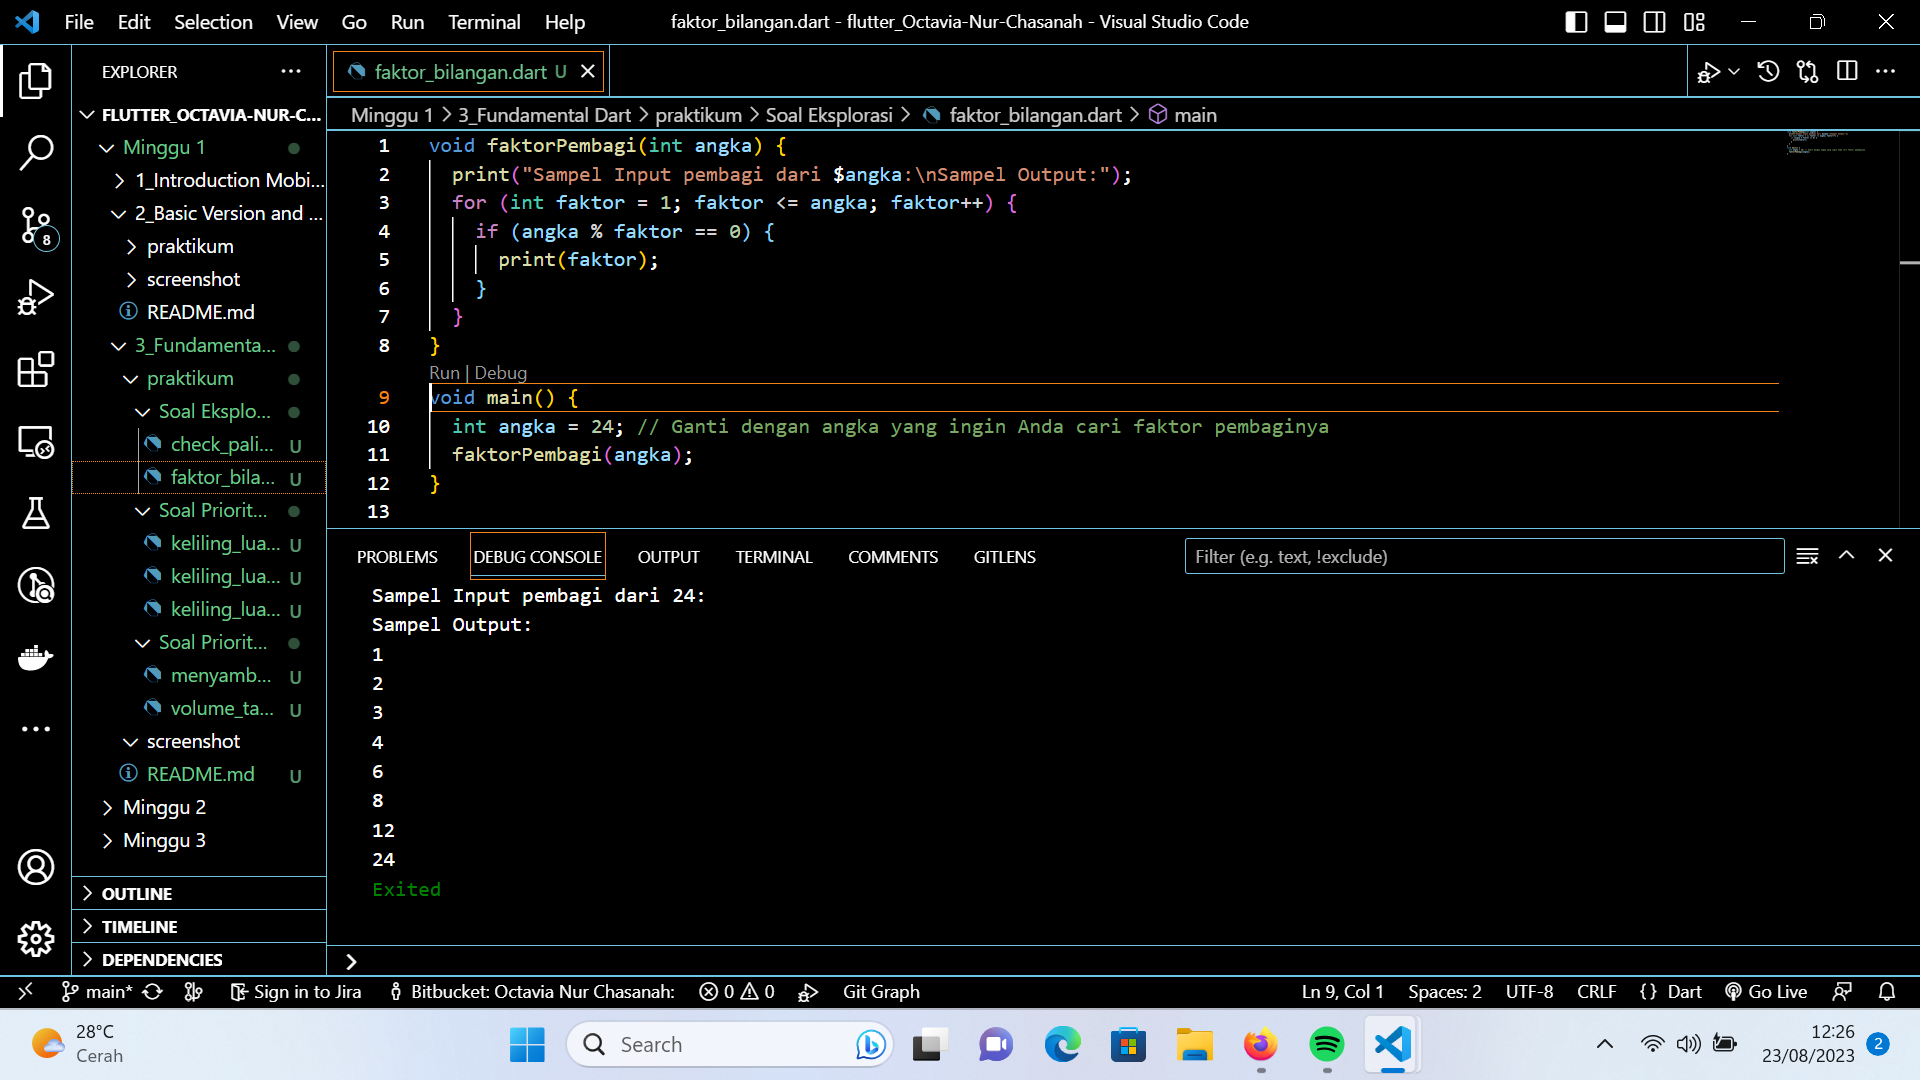 File Edit Selection View Go Run Terminal Help faktor_bilangan.dart - flutter_Octavia-Nur-Chasanah - Visual Studio Code
EXPLORER
FLUTTER_OCTAVIA-NUR-C...
Minggu 1
1_Introduction Mobi...
2_Basic Version and ...
praktikum
screenshot
README.md
3_Fundamenta...
praktikum
Soal Eksplo...
check_pali... U
faktor_bila... U
Soal Priorit...
keliling_lua... U
keliling_lua... U
keliling_lua... U
Soal Priorit...
menyamb... U
volume_ta... U
screenshot
README.md U
Minggu 2
Minggu 3
OUTLINE
TIMELINE
DEPENDENCIES
8
faktor_bilangan.dart U
Minggu 1 > 3_Fundamental Dart > praktikum > Soal Eksplorasi > faktor_bilangan.dart > main
1 void faktorPembagi(int angka) {
2 print("Sampel Input pembagi dari $angka:\nSampel Output:");
3 for (int faktor = 1; faktor <= angka; faktor++) {
4 if (angka % faktor == 0) {
5 print(faktor);
6 }
7 }
8 }
Run | Debug
9 void main() {
10 int angka = 24; // Ganti dengan angka yang ingin Anda cari faktor pembaginya
11 faktorPembagi(angka);
12 }
13
PROBLEMS DEBUG CONSOLE OUTPUT TERMINAL COMMENTS GITLENS Filter (e.g. text, !exclude)
Sampel Input pembagi dari 24:
Sampel Output:
1
2
3
4
6
8
12
24
Exited
main* Sign in to Jira Bitbucket: Octavia Nur Chasanah: 0 0 Git Graph Ln 9, Col 1 Spaces: 2 UTF-8 CRLF {} Dart Go Live
28°C
Cerah
Search
12:26
23/08/2023
2